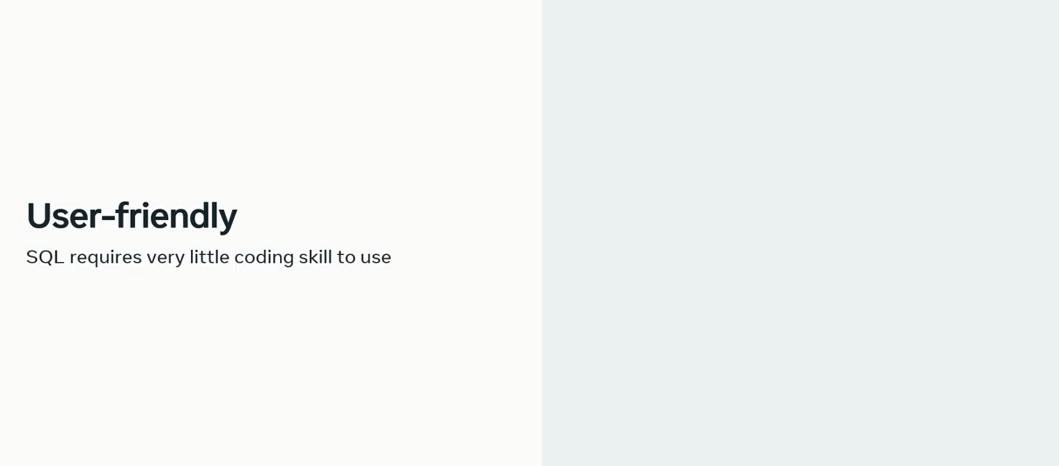 User-friendly
SQL requires very little coding skill to use